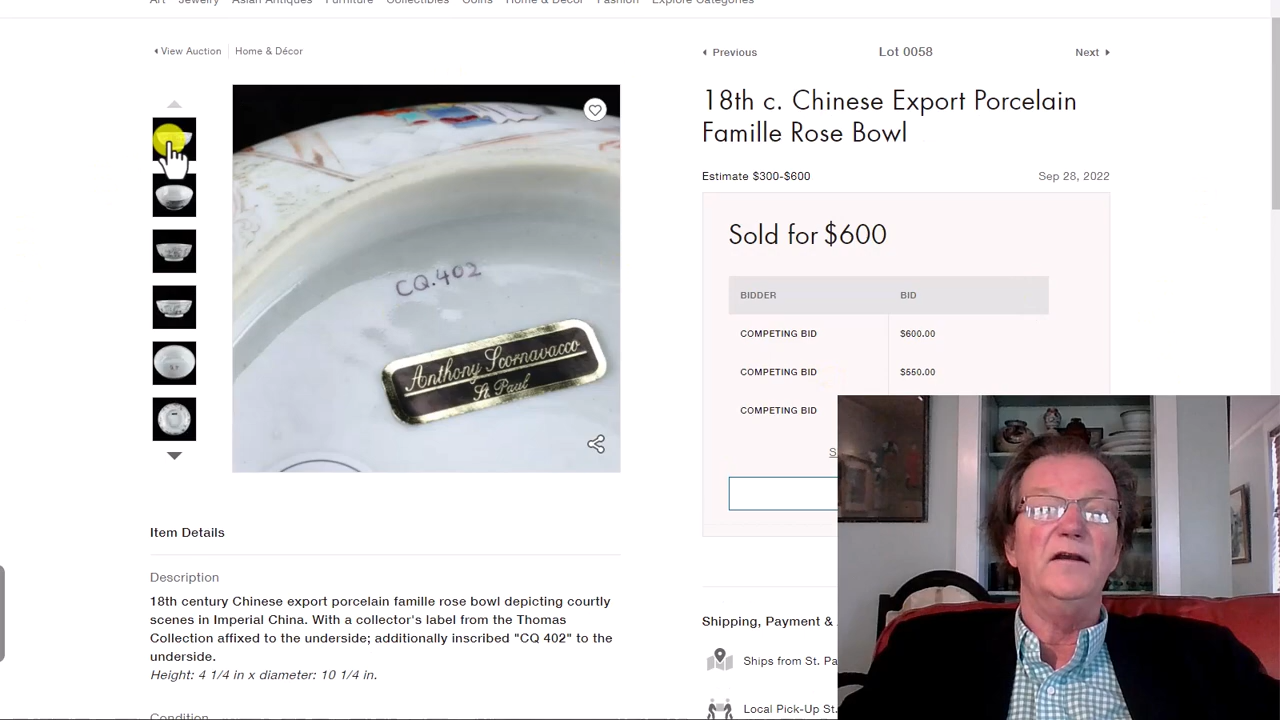 Art Jewelry Asian Antiques Furniture Collectibles Coins Home & Décor Fashion Explore Categories
View Auction Home & Décor
Previous Lot 0058 Next
18th c. Chinese Export Porcelain
Famille Rose Bowl
Estimate $300-$600 Sep 28, 2022
Sold for $600
BIDDER BID
COMPETING BID $600.00
COMPETING BID $550.00
COMPETING BID
CQ.402
Anthony Scornavacco
St. Paul
Item Details
Description
18th century Chinese export porcelain famille rose bowl depicting courtly
scenes in Imperial China. With a collector's label from the Thomas
Collection affixed to the underside; additionally inscribed "CQ 402" to the
underside.
Height: 4 1/4 in x diameter: 10 1/4 in.
Condition
Shipping, Payment &
Ships from St. Pa
Local Pick-Up St.